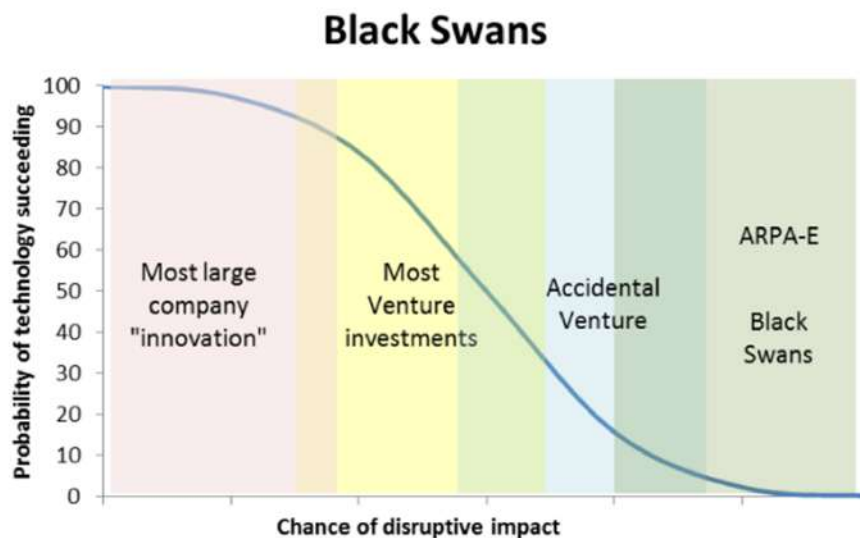 Black Swans
Probability of technology succeeding
100
90
80
70
60
50
40
30
20
10
0
Most large
company
"innovation"
Most
Venture
investments
Accidental
Venture
ARPA-E
Black
Swans
Chance of disruptive impact